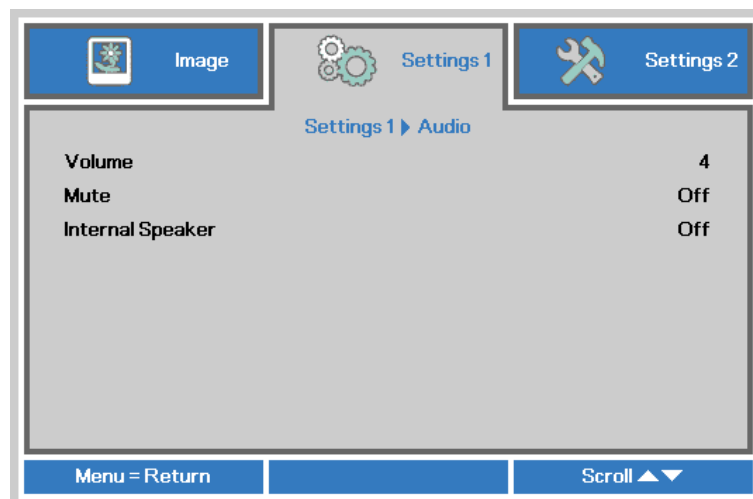 Image
Settings 1
Settings 2
Settings 1 ▶ Audio
Volume 4
Mute Off
Internal Speaker Off
Menu = Return
Scroll ▲▼